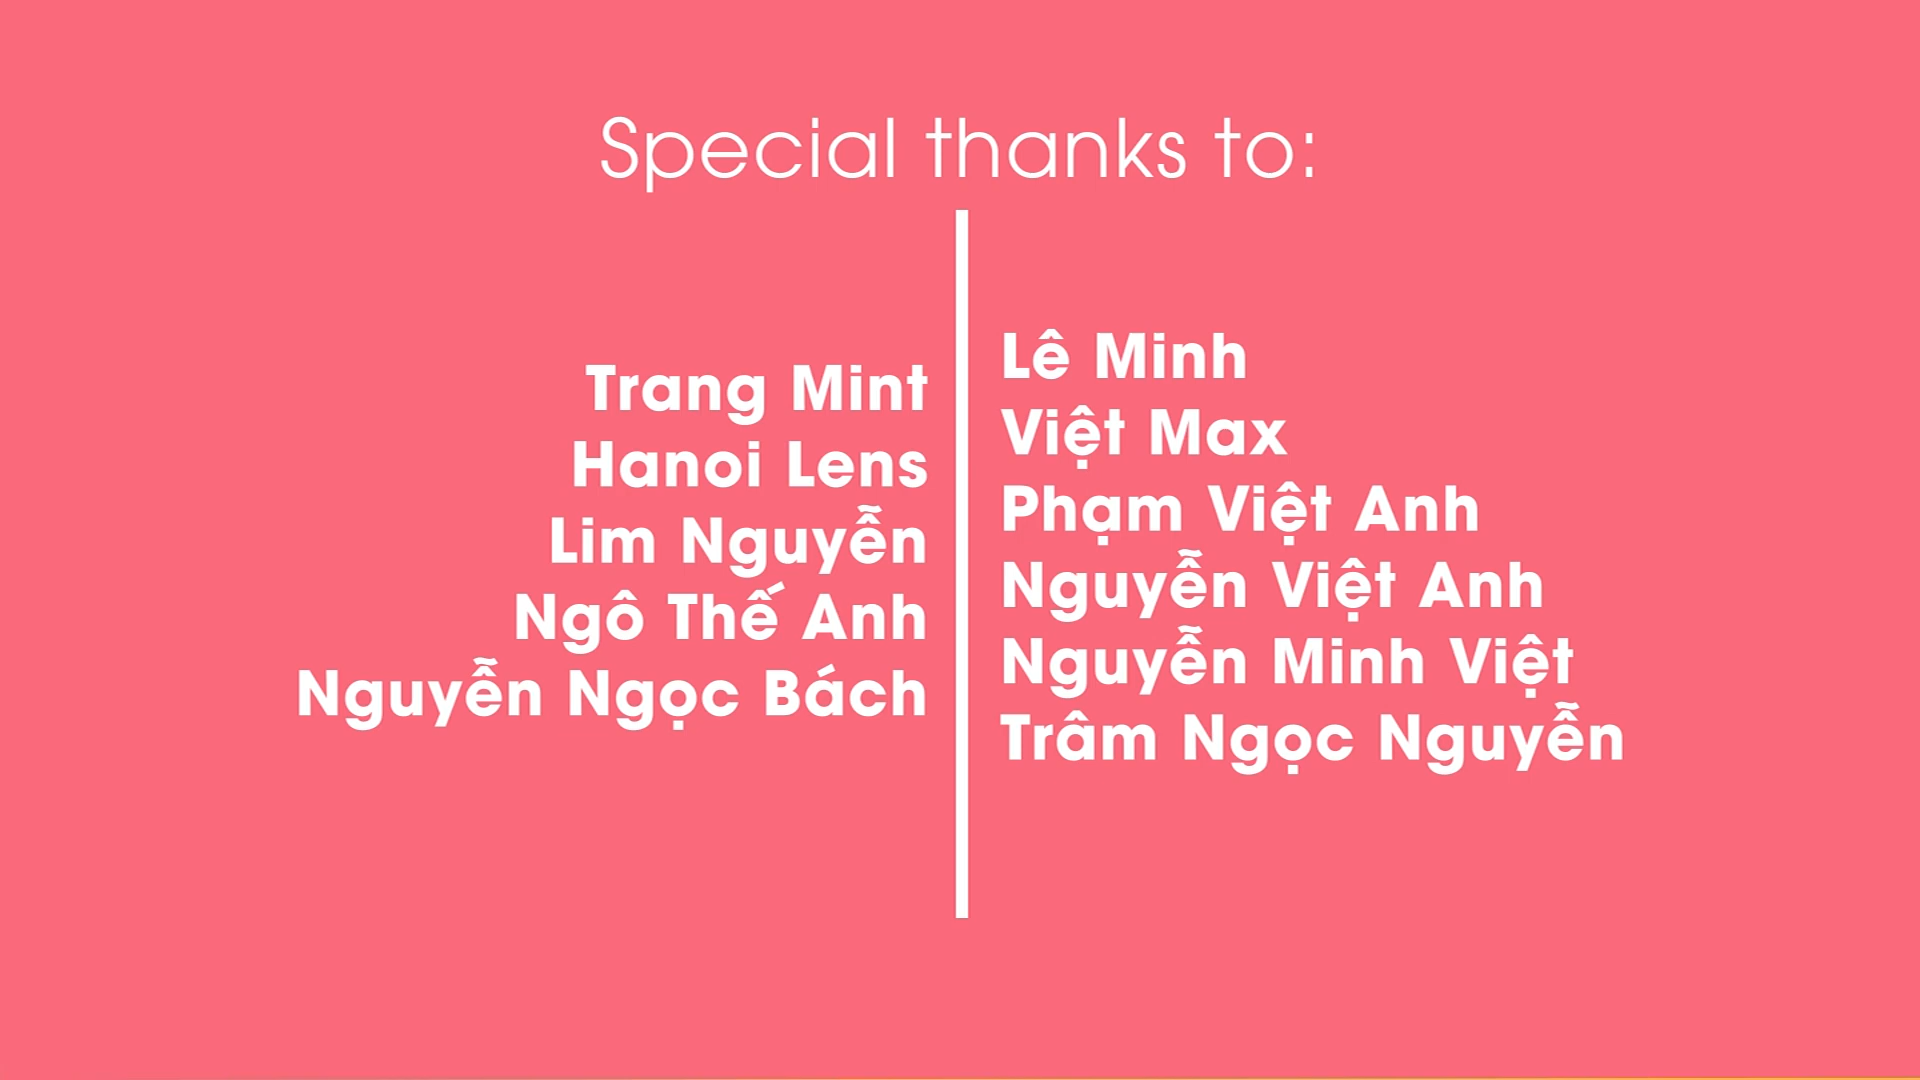 Special thanks to:
Trang Mint
Hanoi Lens
Lim Nguyễn
Ngô Thế Anh
Nguyễn Ngọc Bách
Lê Minh
Việt Max
Phạm Việt Anh
Nguyễn Việt Anh
Nguyễn Minh Việt
Trâm Ngọc Nguyễn